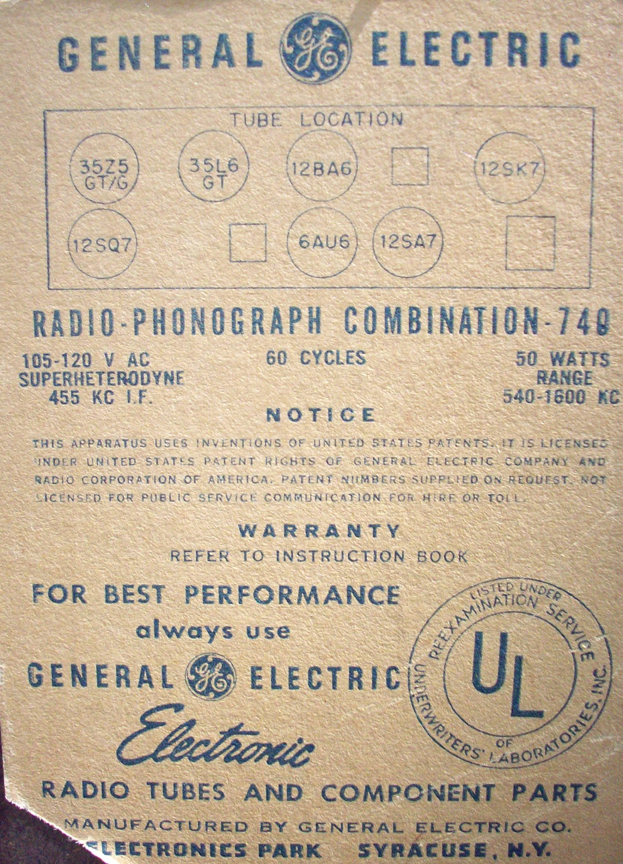 GENERAL GE ELECTRIC
TUBE LOCATION
35Z5 GT/G
35L6 GT
12BA6
12SK7
12SQ7
6AU6
12SA7
RADIO-PHONOGRAPH COMBINATION-740
105-120 V AC
60 CYCLES
50 WATTS
SUPERHETERODYNE
RANGE
455 KC I.F.
540-1600 KC
NOTICE
THIS APPARATUS USES INVENTIONS OF UNITED STATES PATENTS. IT IS LICENSED
UNDER UNITED STATES PATENT RIGHTS OF GENERAL ELECTRIC COMPANY AND
RADIO CORPORATION OF AMERICA. PATENT NUMBERS SUPPLIED ON REQUEST. NOT
LICENSED FOR PUBLIC SERVICE COMMUNICATION FOR HIRE OR TOLL.
WARRANTY
REFER TO INSTRUCTION BOOK
FOR BEST PERFORMANCE
always use
GENERAL GE ELECTRIC
Electronic
RADIO TUBES AND COMPONENT PARTS
LISTED UNDER
REEXAMINATION SERVICE
UL
OF
UNDERWRITERS' LABORATORIES, INC.
MANUFACTURED BY GENERAL ELECTRIC CO.
ELECTRONICS PARK SYRACUSE, N.Y.